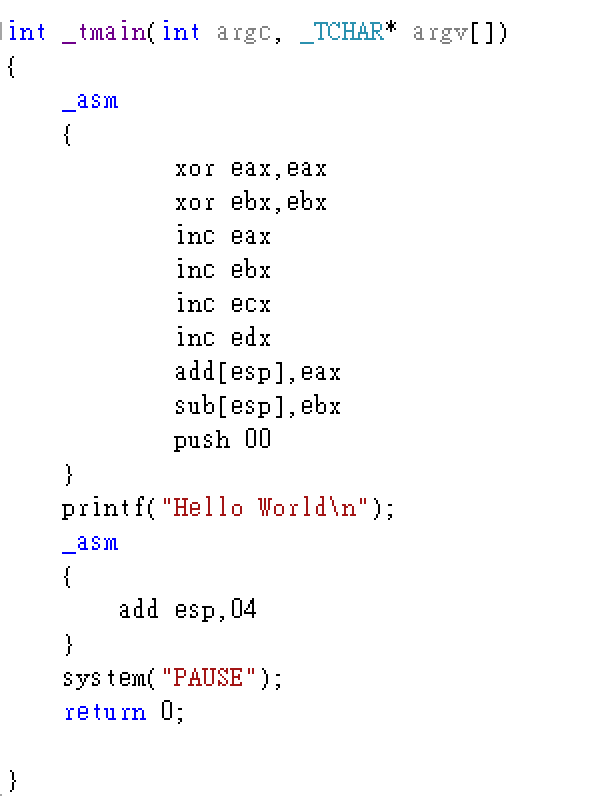 int _tmain(int argc, _TCHAR* argv[])
{
    _asm
    {
            xor eax,eax
            xor ebx,ebx
            inc eax
            inc ebx
            inc ecx
            inc edx
            add[esp],eax
            sub[esp],ebx
            push 00
    }
    printf("Hello World\n");
    _asm
    {
        add esp,04
    }
    system("PAUSE");
    return 0;

}